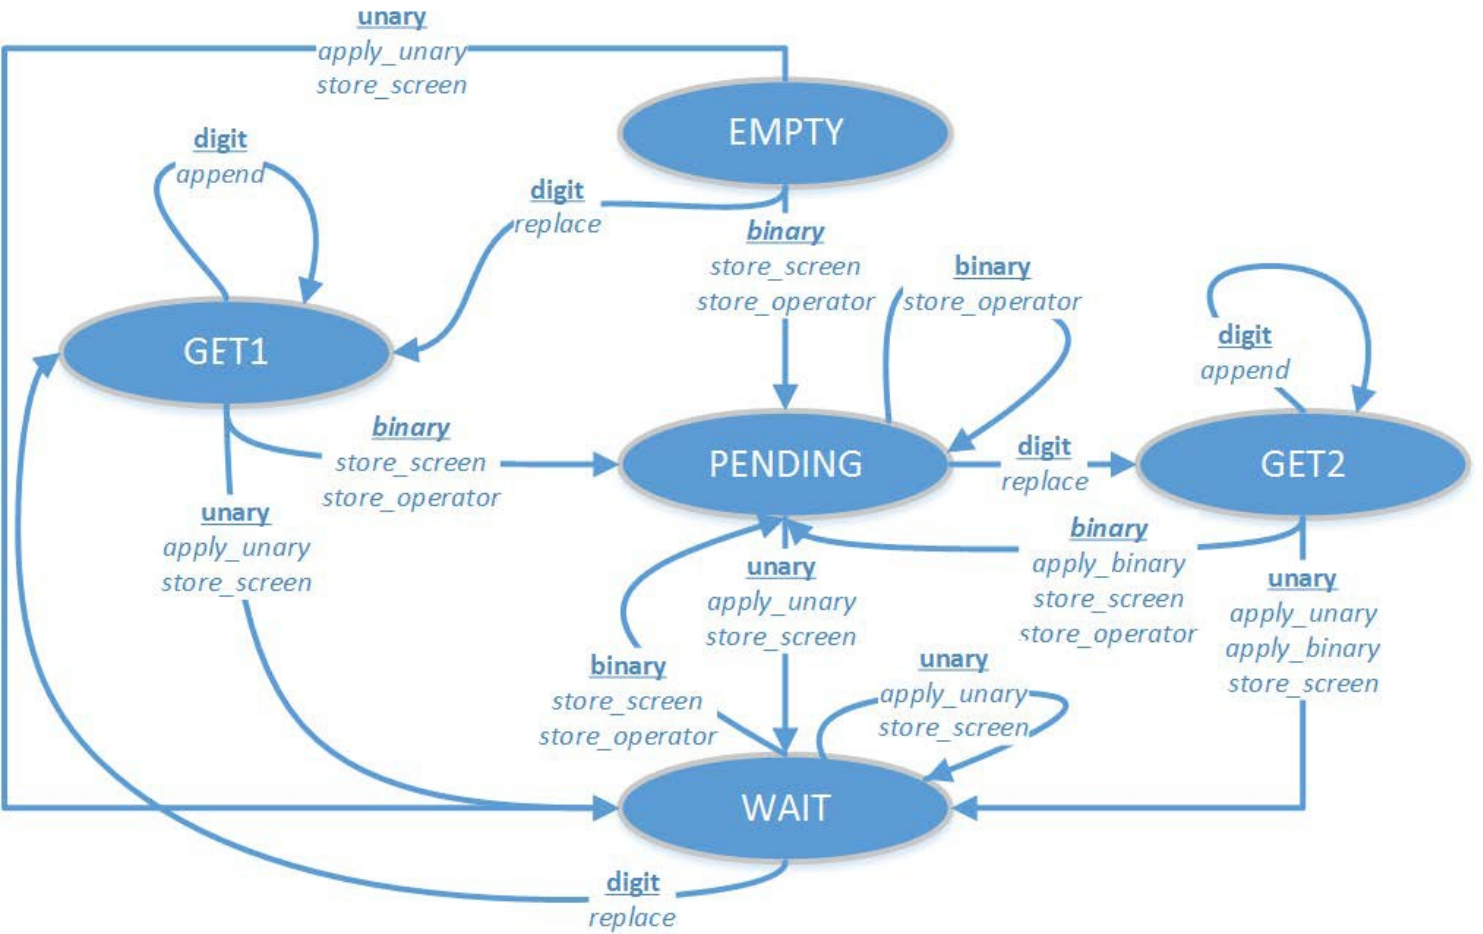 unary
apply_unary
store_screen
EMPTY
digit
append
digit
replace
binary
store_screen
store_operator
binary
store_operator
digit
append
GET1
binary
store_screen
store_operator
PENDING
digit
replace
GET2
unary
apply_unary
store_screen
unary
apply_unary
store_screen
binary
apply_binary
store_screen
store_operator
unary
apply_unary
apply_binary
store_screen
binary
store_screen
store_operator
unary
apply_unary
store_screen
WAIT
digit
replace